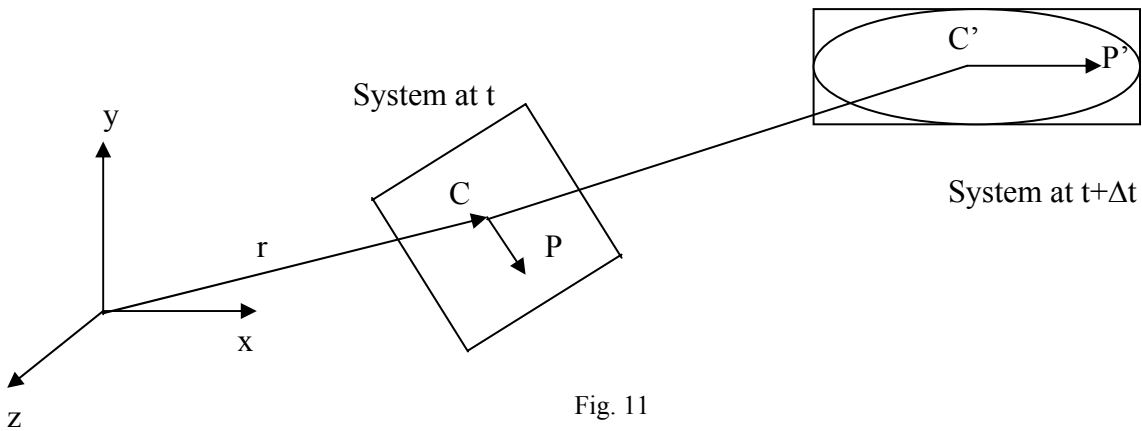 C’
P’
System at t
y
System at t+Δt
C
P
r
x
Fig. 11
z